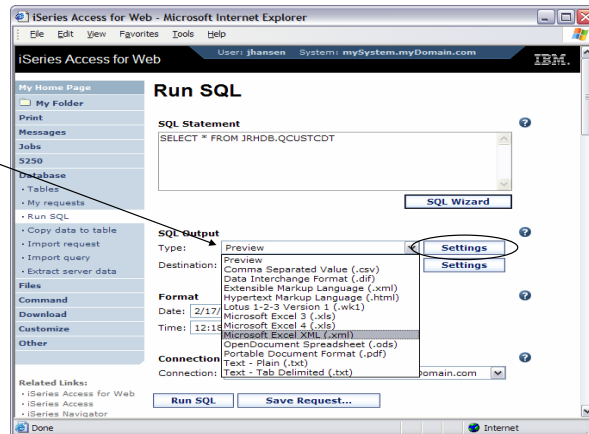 iSeries Access for Web - Microsoft Internet Explorer
File Edit View Favorites Tools Help
iSeries Access for Web
User: jhansen System: mySystem.myDomain.com
IBM.
My Home Page
My Folder
Print
Messages
Jobs
5250
Database
• Tables
• My requests
• Run SQL
• Copy data to table
• Import request
• Import query
• Extract server data
Files
Command
Download
Customize
Other
Related Links:
• iSeries Access for Web
• iSeries Access
• iSeries Navigator
Run SQL
SQL Statement
SELECT * FROM JRHDB.QCUSTCDT
SQL Wizard
SQL Output
Type: Preview Settings
Destination: Settings
Preview
Comma Separated Value (.csv)
Data Interchange Format (.dif)
Extensible Markup Language (.xml)
Hypertext Markup Language (.html)
Lotus 1-2-3 Version 1 (.wk1)
Microsoft Excel 3 (.xls)
Microsoft Excel 4 (.xls)
Microsoft Excel XML (.xml)
OpenDocument Spreadsheet (.ods)
Portable Document Format (.pdf)
Text - Plain (.txt)
Text - Tab Delimited (.txt)
Format
Date: 2/17/
Time: 12:18
Connection
Connection: Domain.com
Run SQL Save Request...
Done
Internet